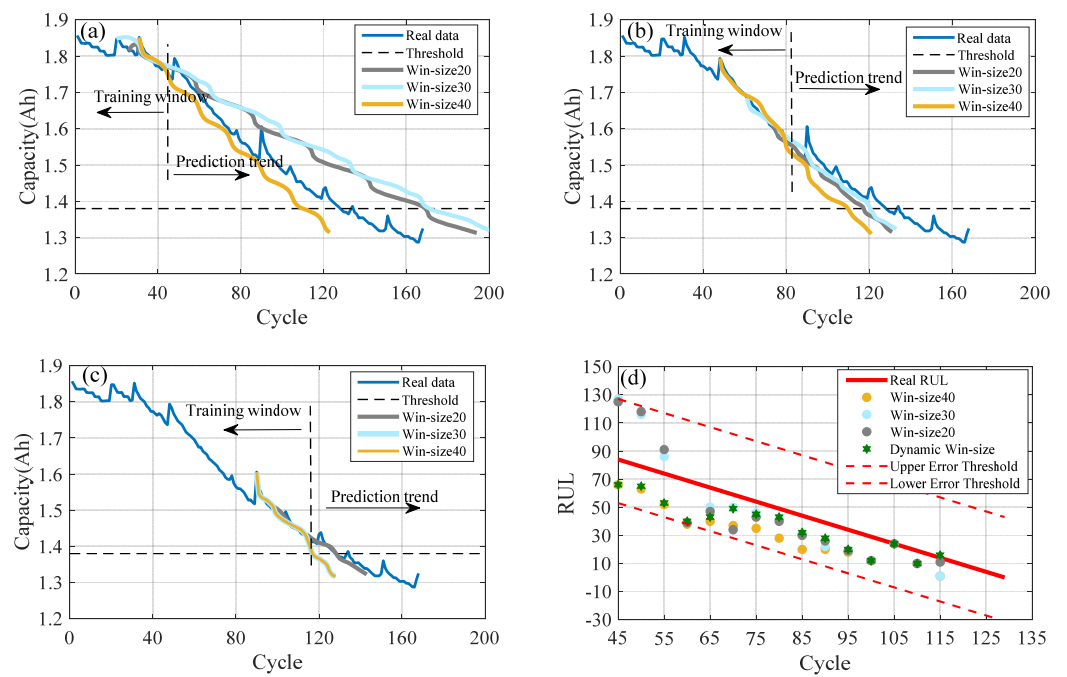 (a)
Real data
Threshold
Win-size20
Win-size30
Win-size40
Training window
Prediction trend
Capacity(Ah)
1.9
1.8
1.7
1.6
1.5
1.4
1.3
1.2
0 40 80 120 160 200
Cycle
(b)
Training window
Prediction trend
Real data
Threshold
Win-size20
Win-size30
Win-size40
Capacity(Ah)
1.9
1.8
1.7
1.6
1.5
1.4
1.3
1.2
0 40 80 120 160 200
Cycle
(c)
Training window
Prediction trend
Real data
Threshold
Win-size20
Win-size30
Win-size40
Capacity(Ah)
1.9
1.8
1.7
1.6
1.5
1.4
1.3
1.2
0 40 80 120 160 200
Cycle
(d)
Real RUL
Win-size40
Win-size30
Win-size20
Dynamic Win-size
Upper Error Threshold
Lower Error Threshold
RUL
150
130
110
90
70
50
30
10
-10
-30
45 55 65 75 85 95 105 115 125 135
Cycle